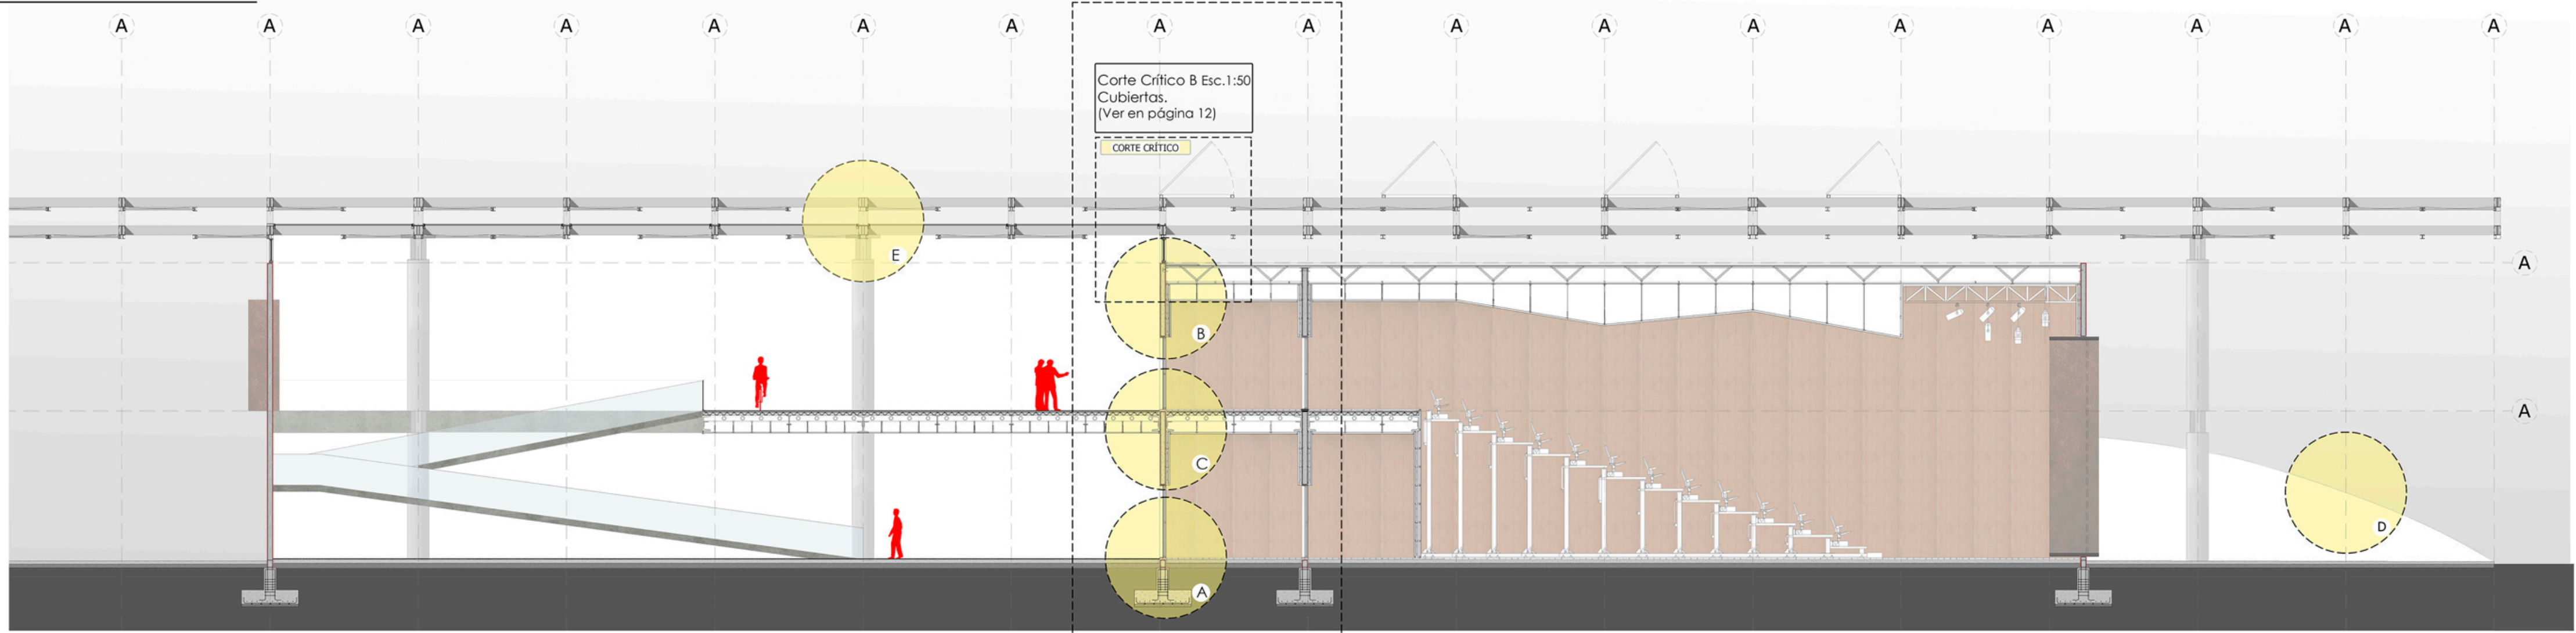 A A A A A A A A A A A A A A A A A
Corte Crítico B Esc.1:50
Cubiertas.
(Ver en página 12)
CORTE CRÍTICO
E
A
B
A
C
D
A